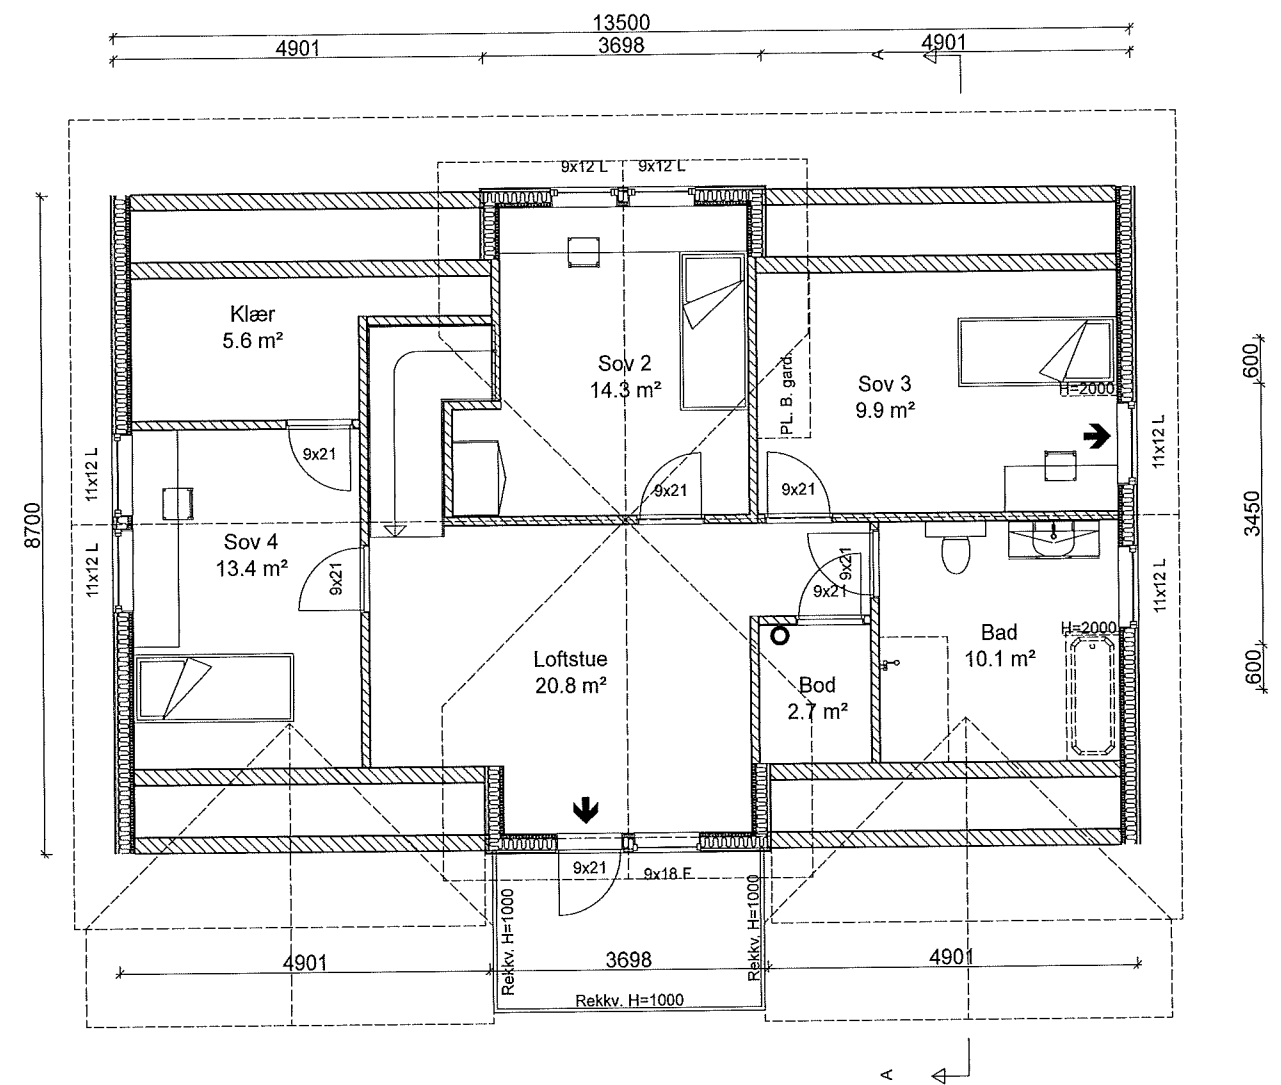 13500
4901
3698
4901
A
9x12 L
9x12 L
Klær
5.6 m²
Sov 2
14.3 m²
PL. B. gard.
Sov 3
9.9 m²
H=2000
600
11x12 L
11x12 L
9x21
9x21
9x21
8700
3450
Sov 4
13.4 m²
9x21
9x21
9x21
11x12 L
11x12 L
Loftstue
20.8 m²
Bod
2.7 m²
Bad
10.1 m²
H=2000
600
9x21
9x18 F
Rekkv. H=1000
Rekkv. H=1000
Rekkv. H=1000
4901
3698
4901
A